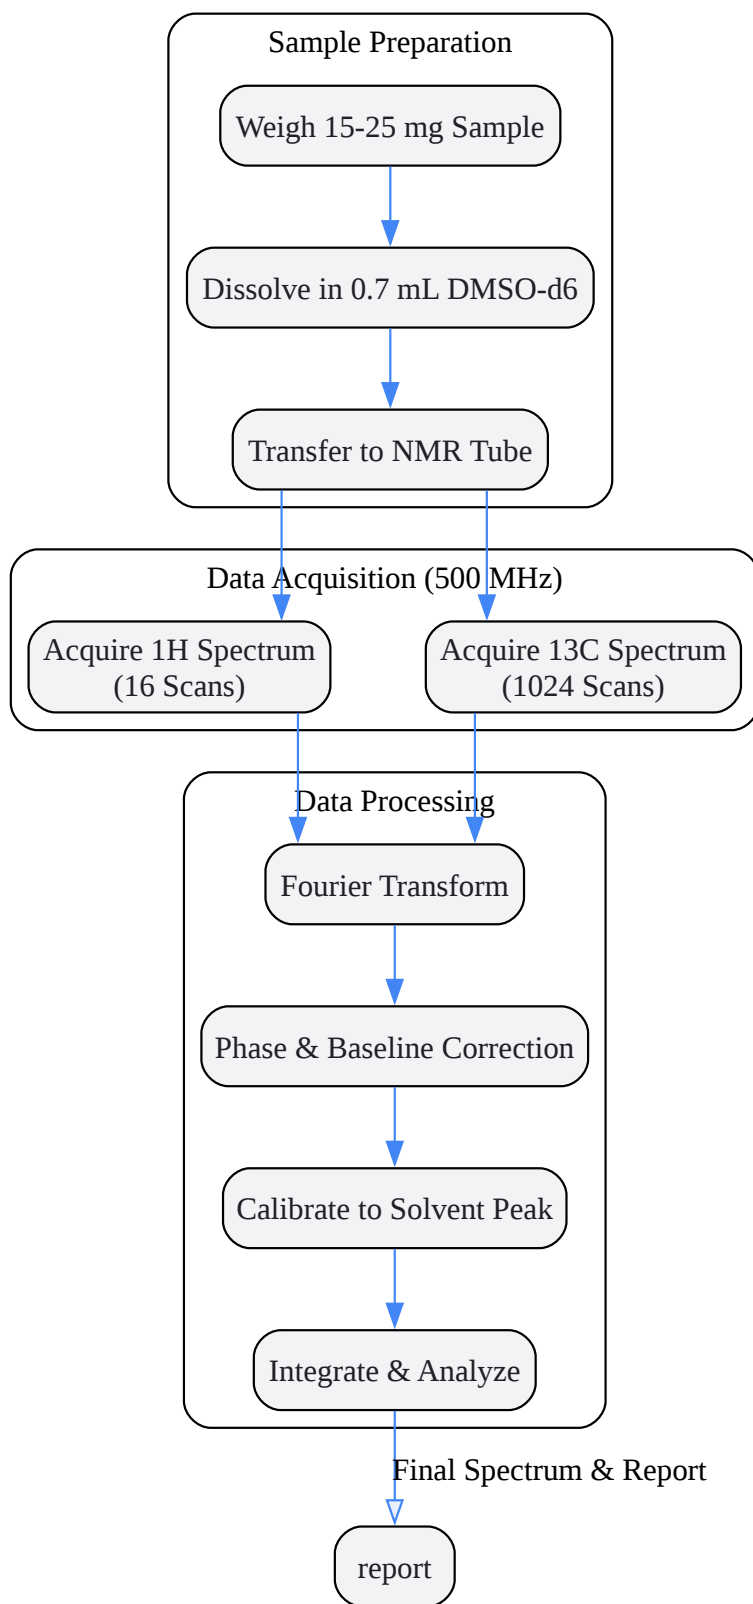 Sample Preparation
Weigh 15-25 mg Sample
Dissolve in 0.7 mL DMSO-d6
Transfer to NMR Tube
Data Acquisition (500 MHz)
Acquire 1H Spectrum
(16 Scans)
Acquire 13C Spectrum
(1024 Scans)
Data Processing
Fourier Transform
Phase & Baseline Correction
Calibrate to Solvent Peak
Integrate & Analyze
Final Spectrum & Report
report